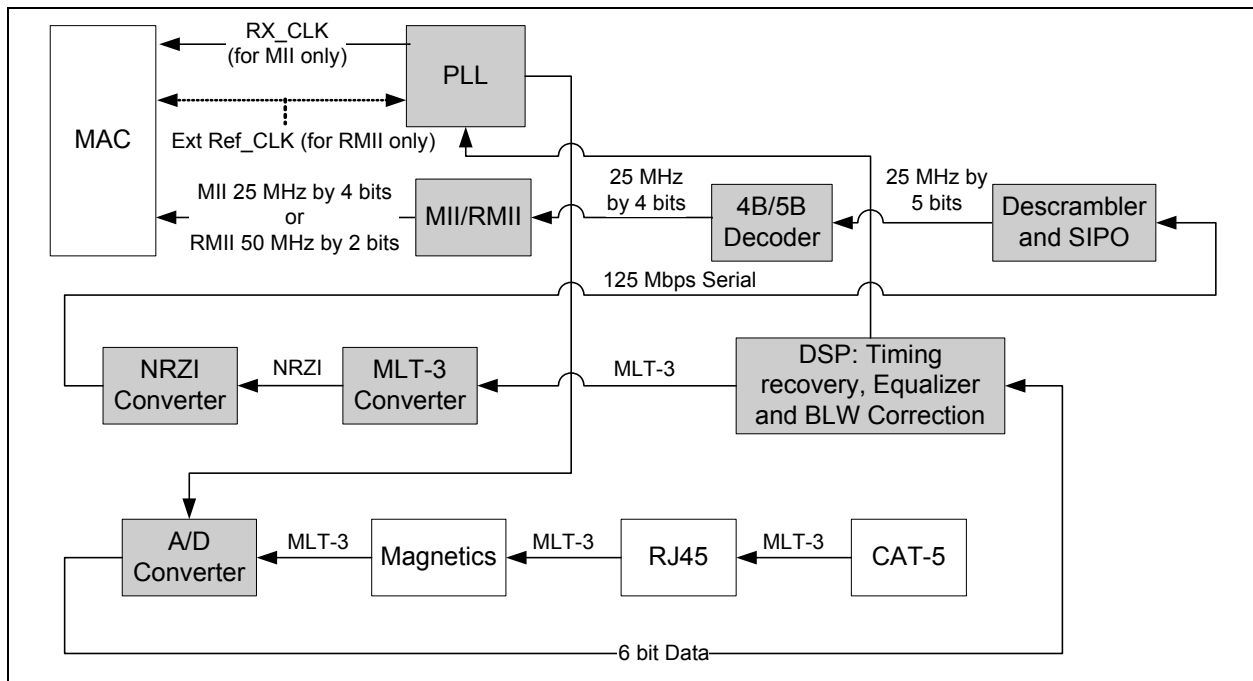 RX_CLK
(for MII only)
PLL
MAC
Ext Ref_CLK (for RMII only)
MII 25 MHz by 4 bits
or
RMII 50 MHz by 2 bits
MII/RMII
25 MHz
by 4 bits
4B/5B
Decoder
25 MHz by
5 bits
Descrambler
and SIPO
125 Mbps Serial
NRZI
Converter
NRZI
MLT-3
Converter
MLT-3
DSP: Timing
recovery, Equalizer
and BLW Correction
A/D
Converter
MLT-3
Magnetics
MLT-3
RJ45
MLT-3
CAT-5
6 bit Data